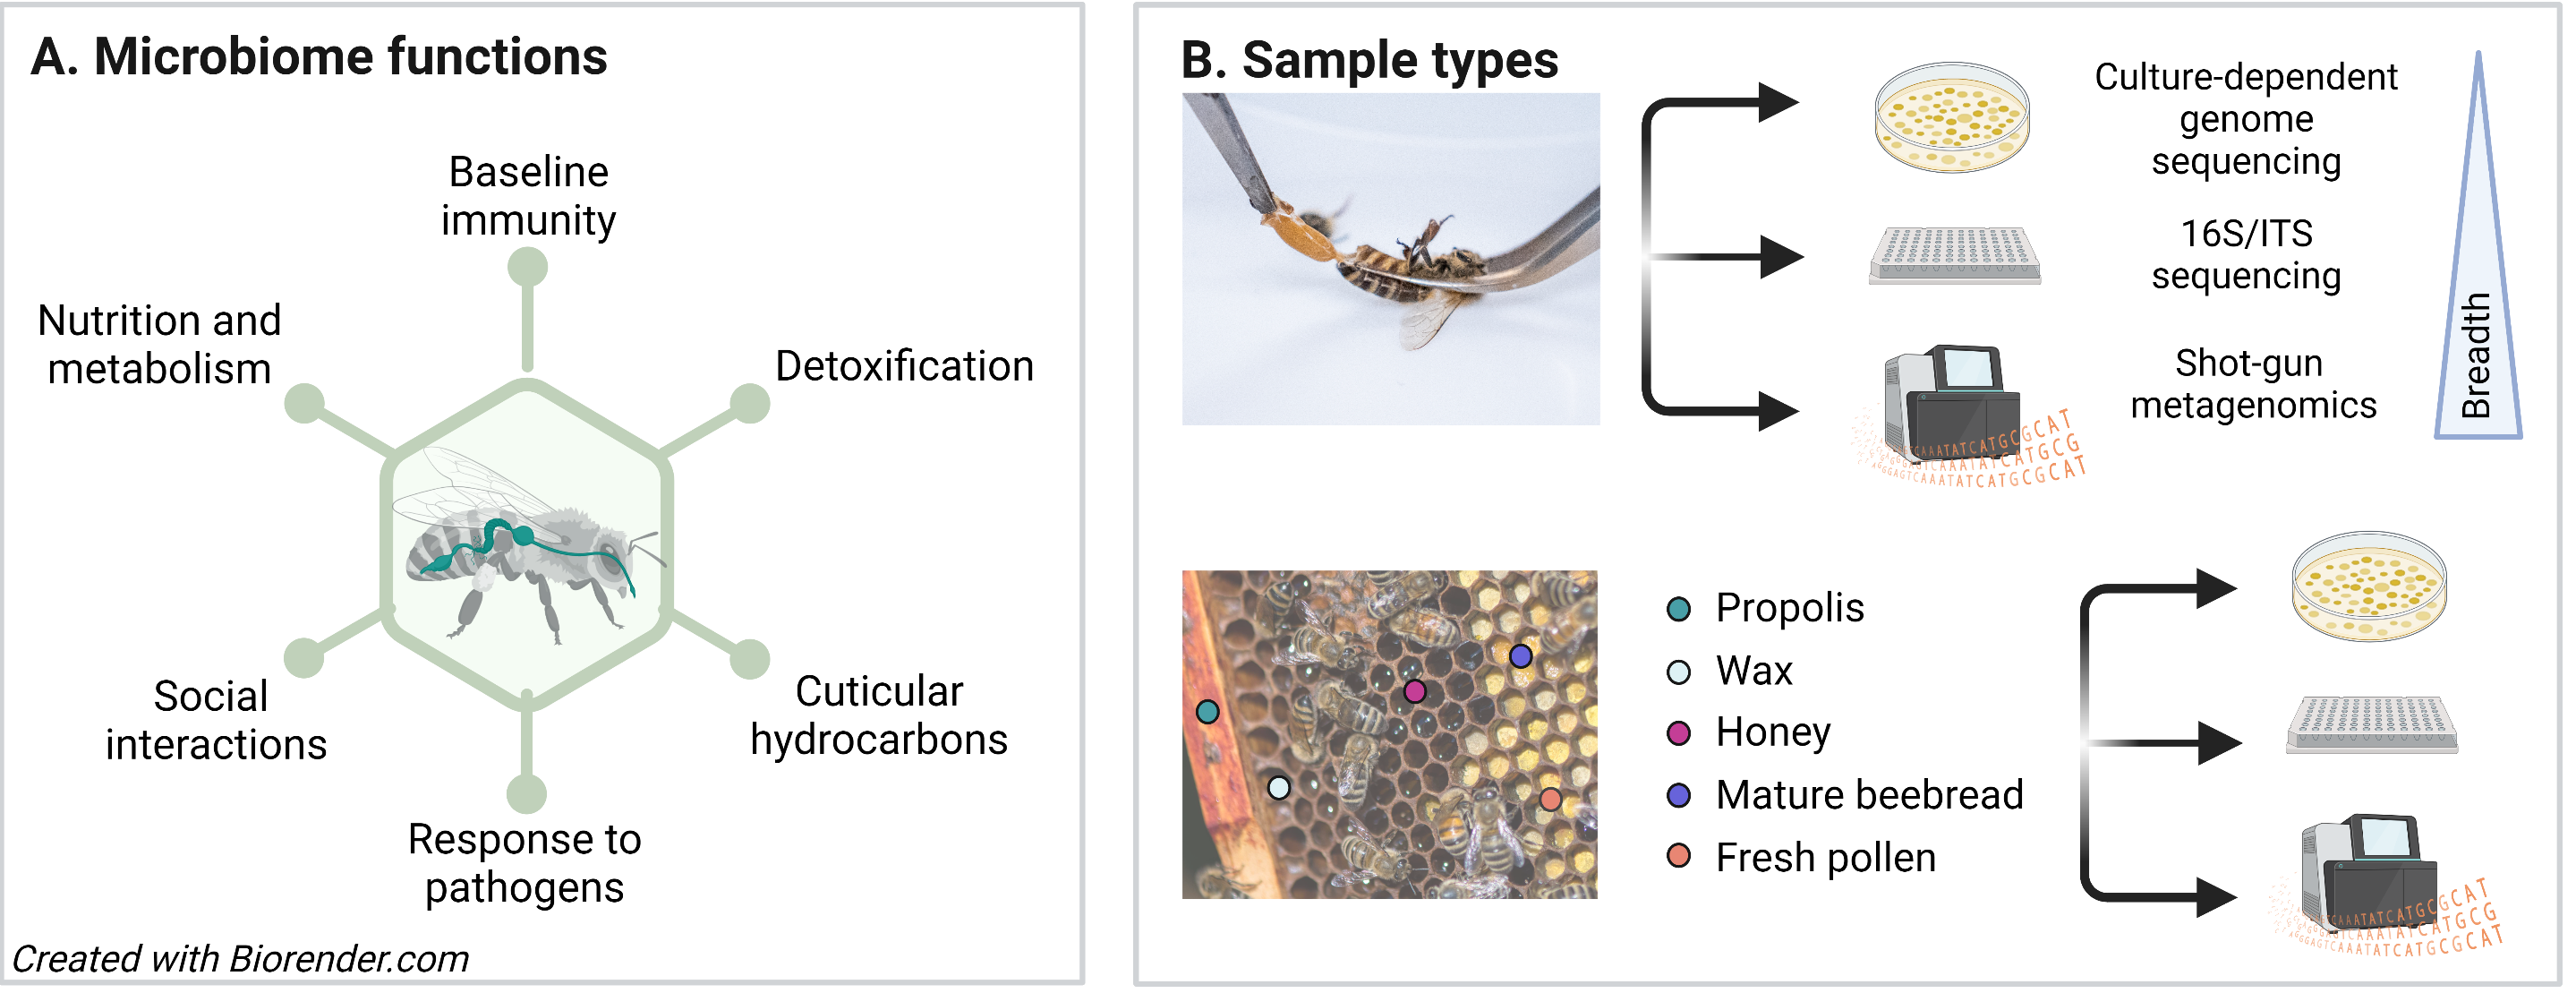 A. Microbiome functions
Baseline
immunity
Nutrition and
metabolism
Detoxification
Social
interactions
Cuticular
hydrocarbons
Response to
pathogens
Created with Biorender.com
B. Sample types
Culture-dependent
genome
sequencing
16S/ITS
sequencing
Shot-gun
metagenomics
Breadth
Propolis
Wax
Honey
Mature beebread
Fresh pollen